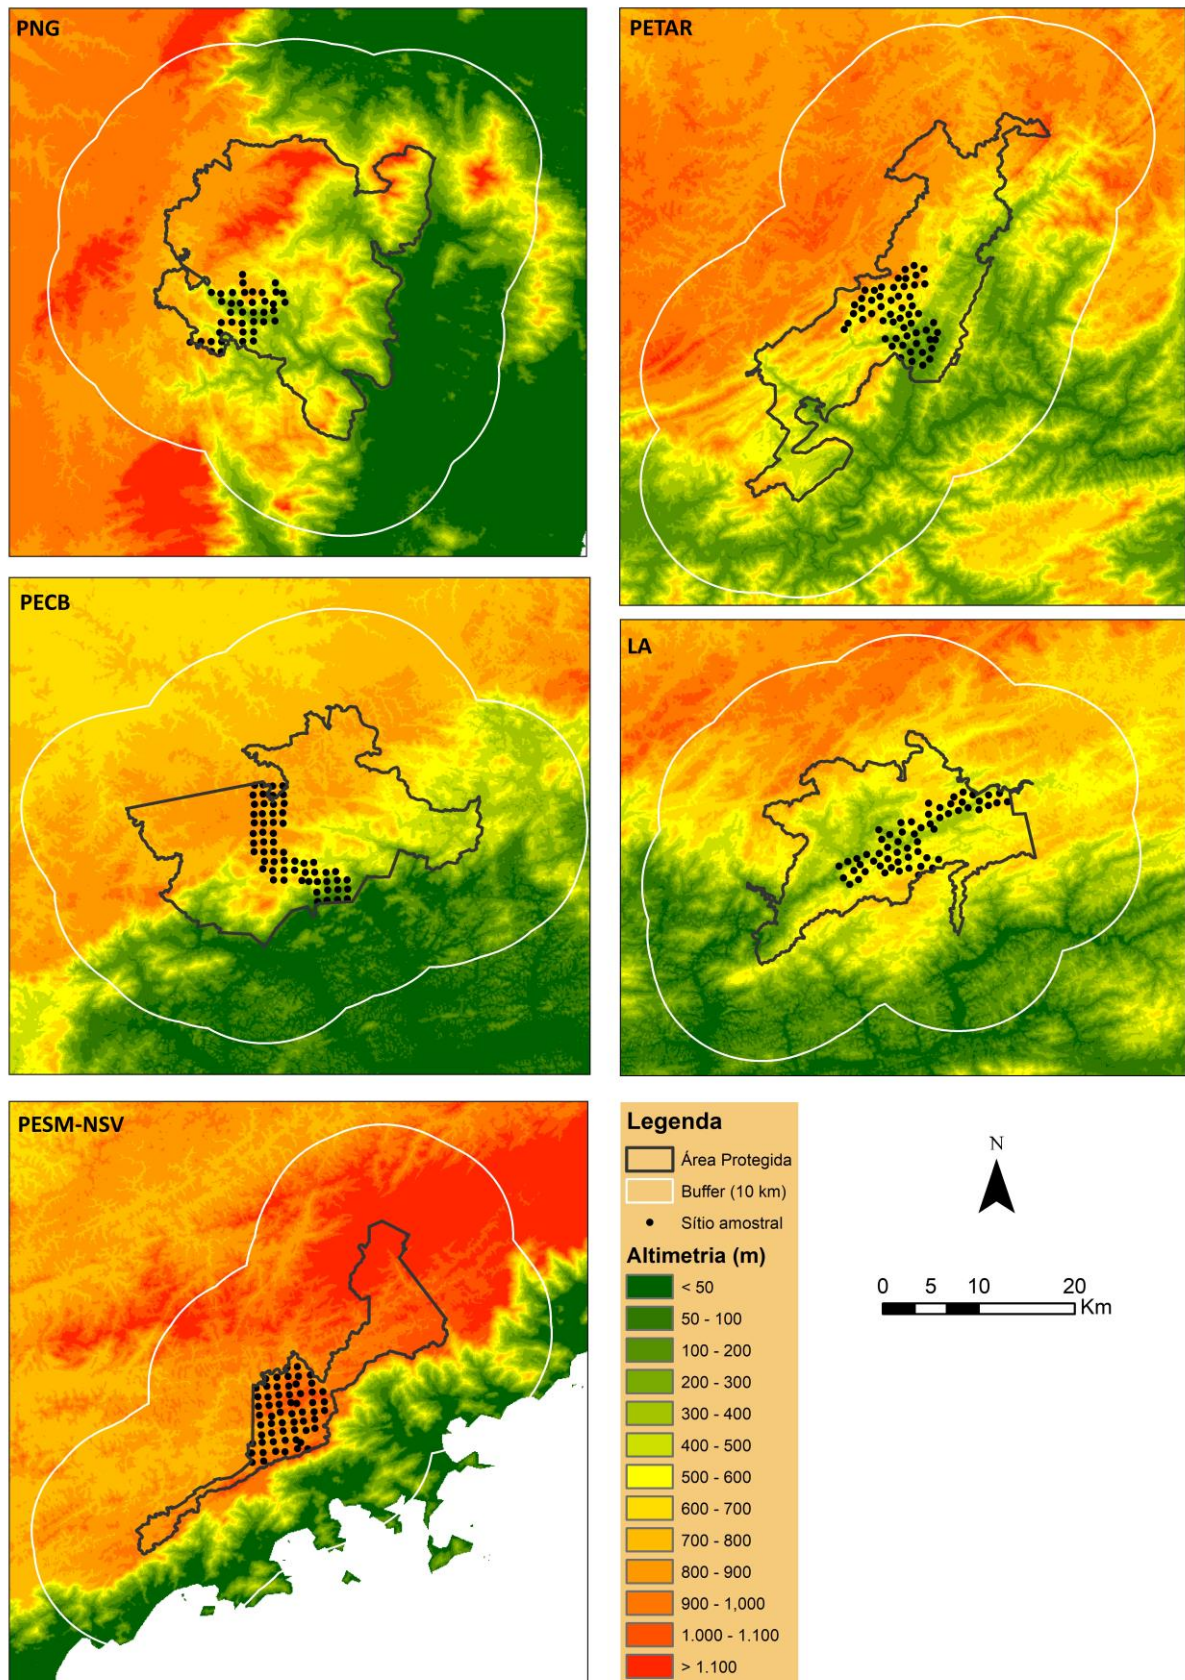 PNG
PETAR
PECB
LA
PESM-NSV
Legenda
Área Protegida
Buffer (10 km)
Sítio amostral
Altimetria (m)
< 50
50 - 100
100 - 200
200 - 300
300 - 400
400 - 500
500 - 600
600 - 700
700 - 800
800 - 900
900 - 1,000
1.000 - 1.100
> 1.100
N
0 5 10 20
Km